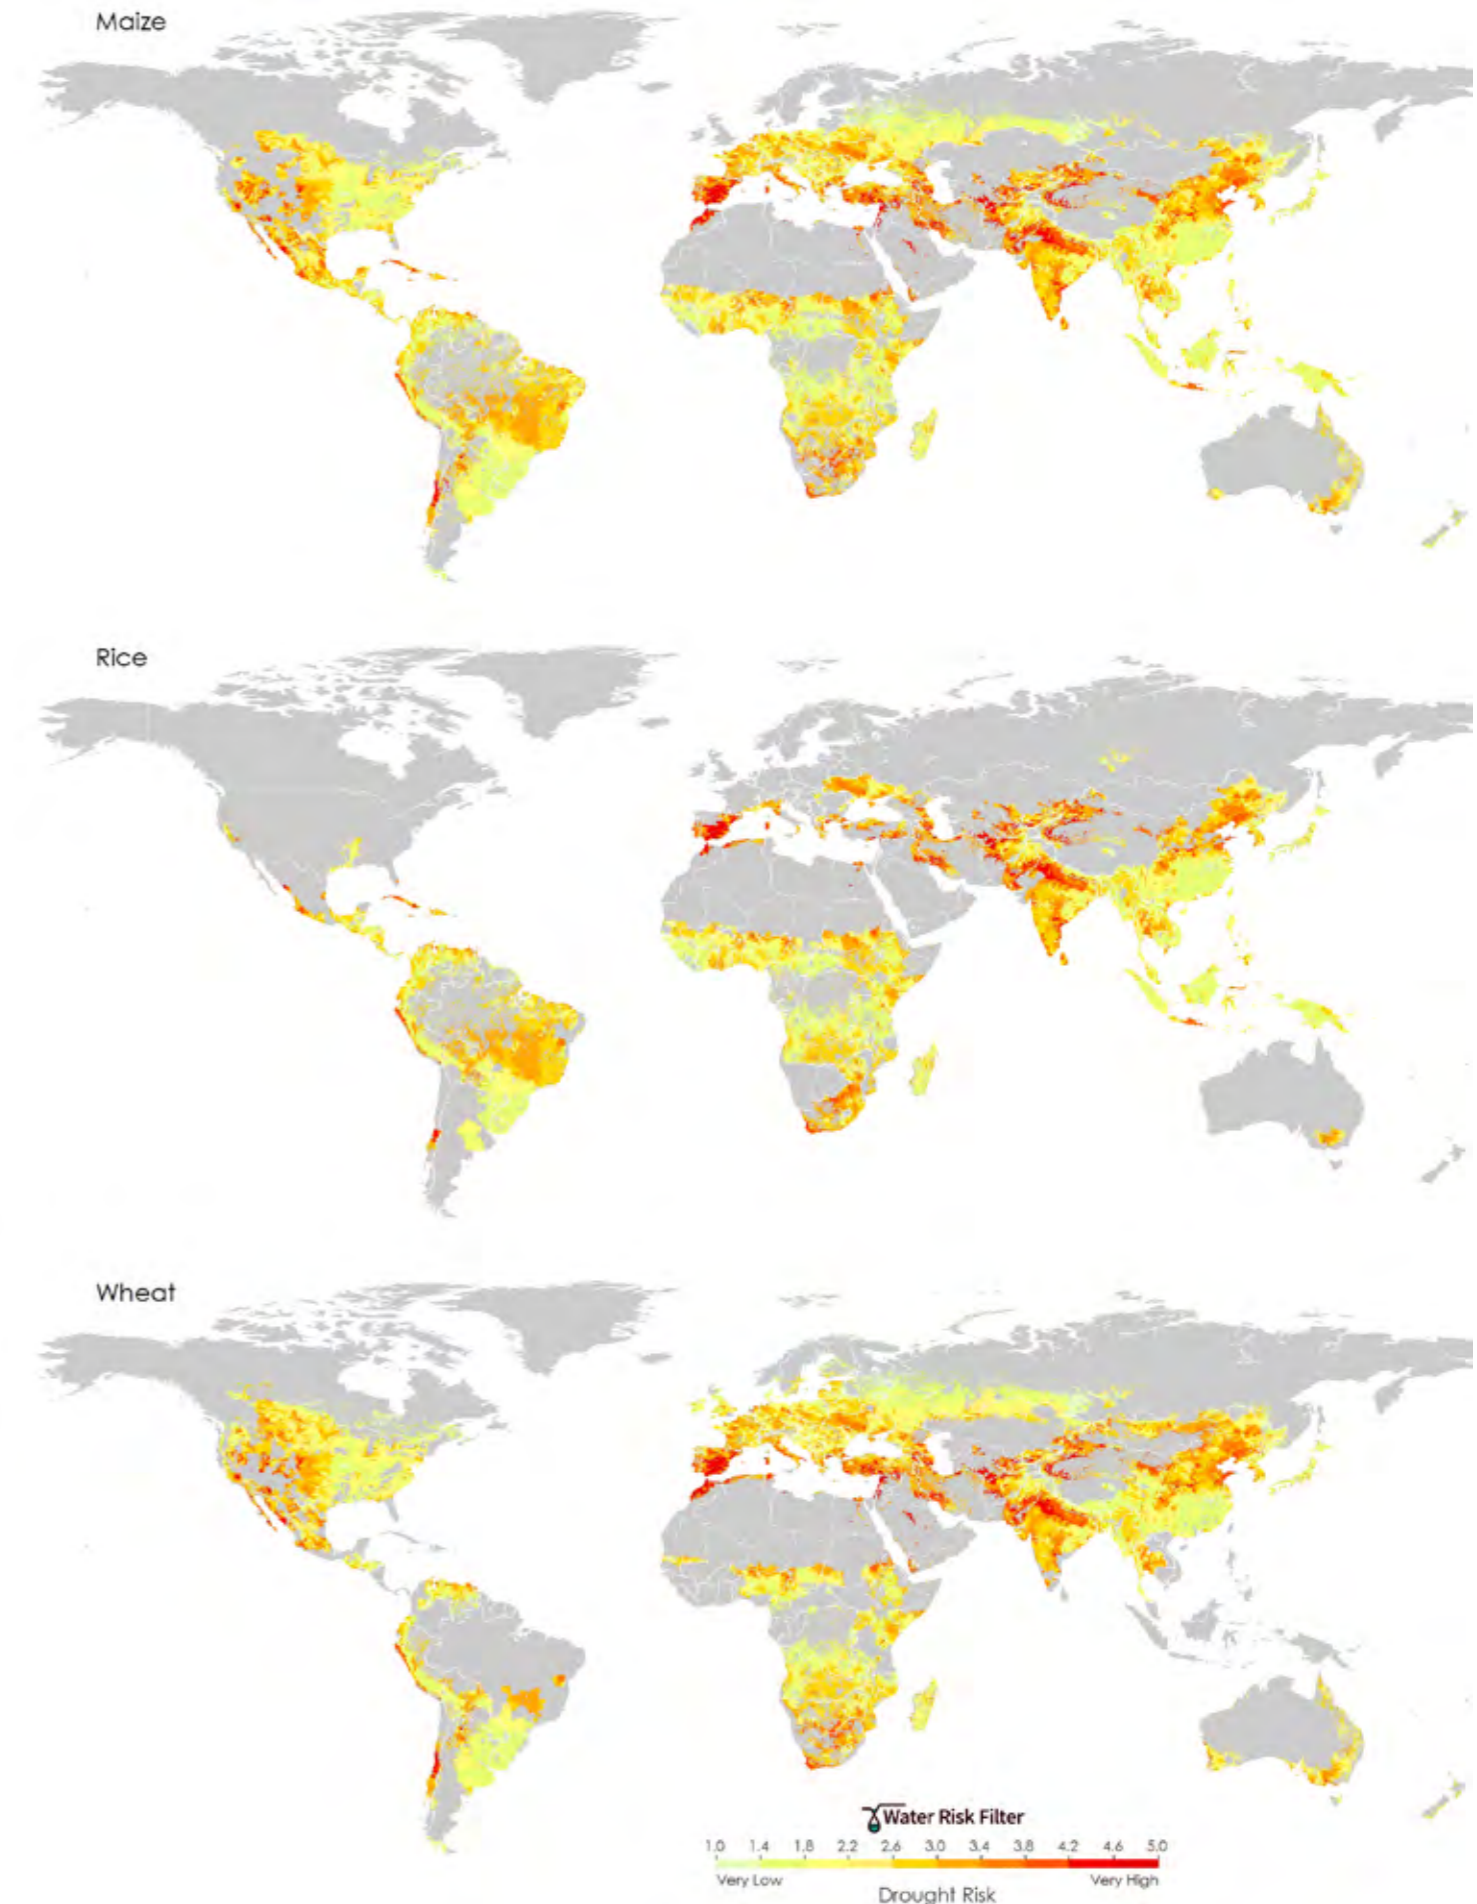 Maize
Rice
Wheat
Water Risk Filter
1.0 1.4 1.8 2.2 2.6 3.0 3.4 3.8 4.2 4.6 5.0
Very Low Very High
Drought Risk